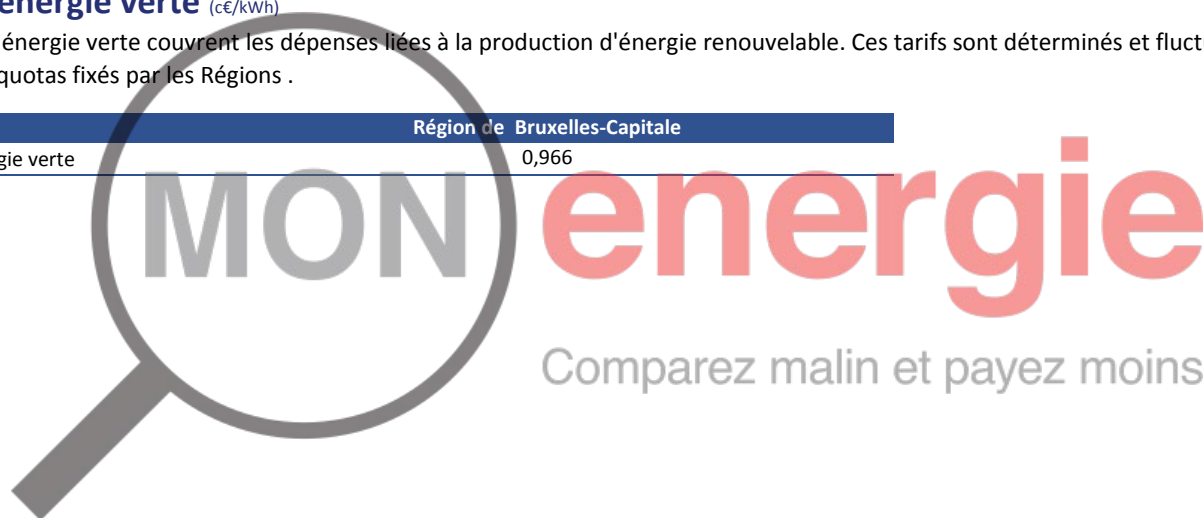 énergie verte (c€/kWh)
énergie verte couvrent les dépenses liées à la production d'énergie renouvelable. Ces tarifs sont déterminés et fluct
quotas fixés par les Régions .
Région de Bruxelles-Capitale
gie verte 0,966
MON energie
Comparez malin et payez moins